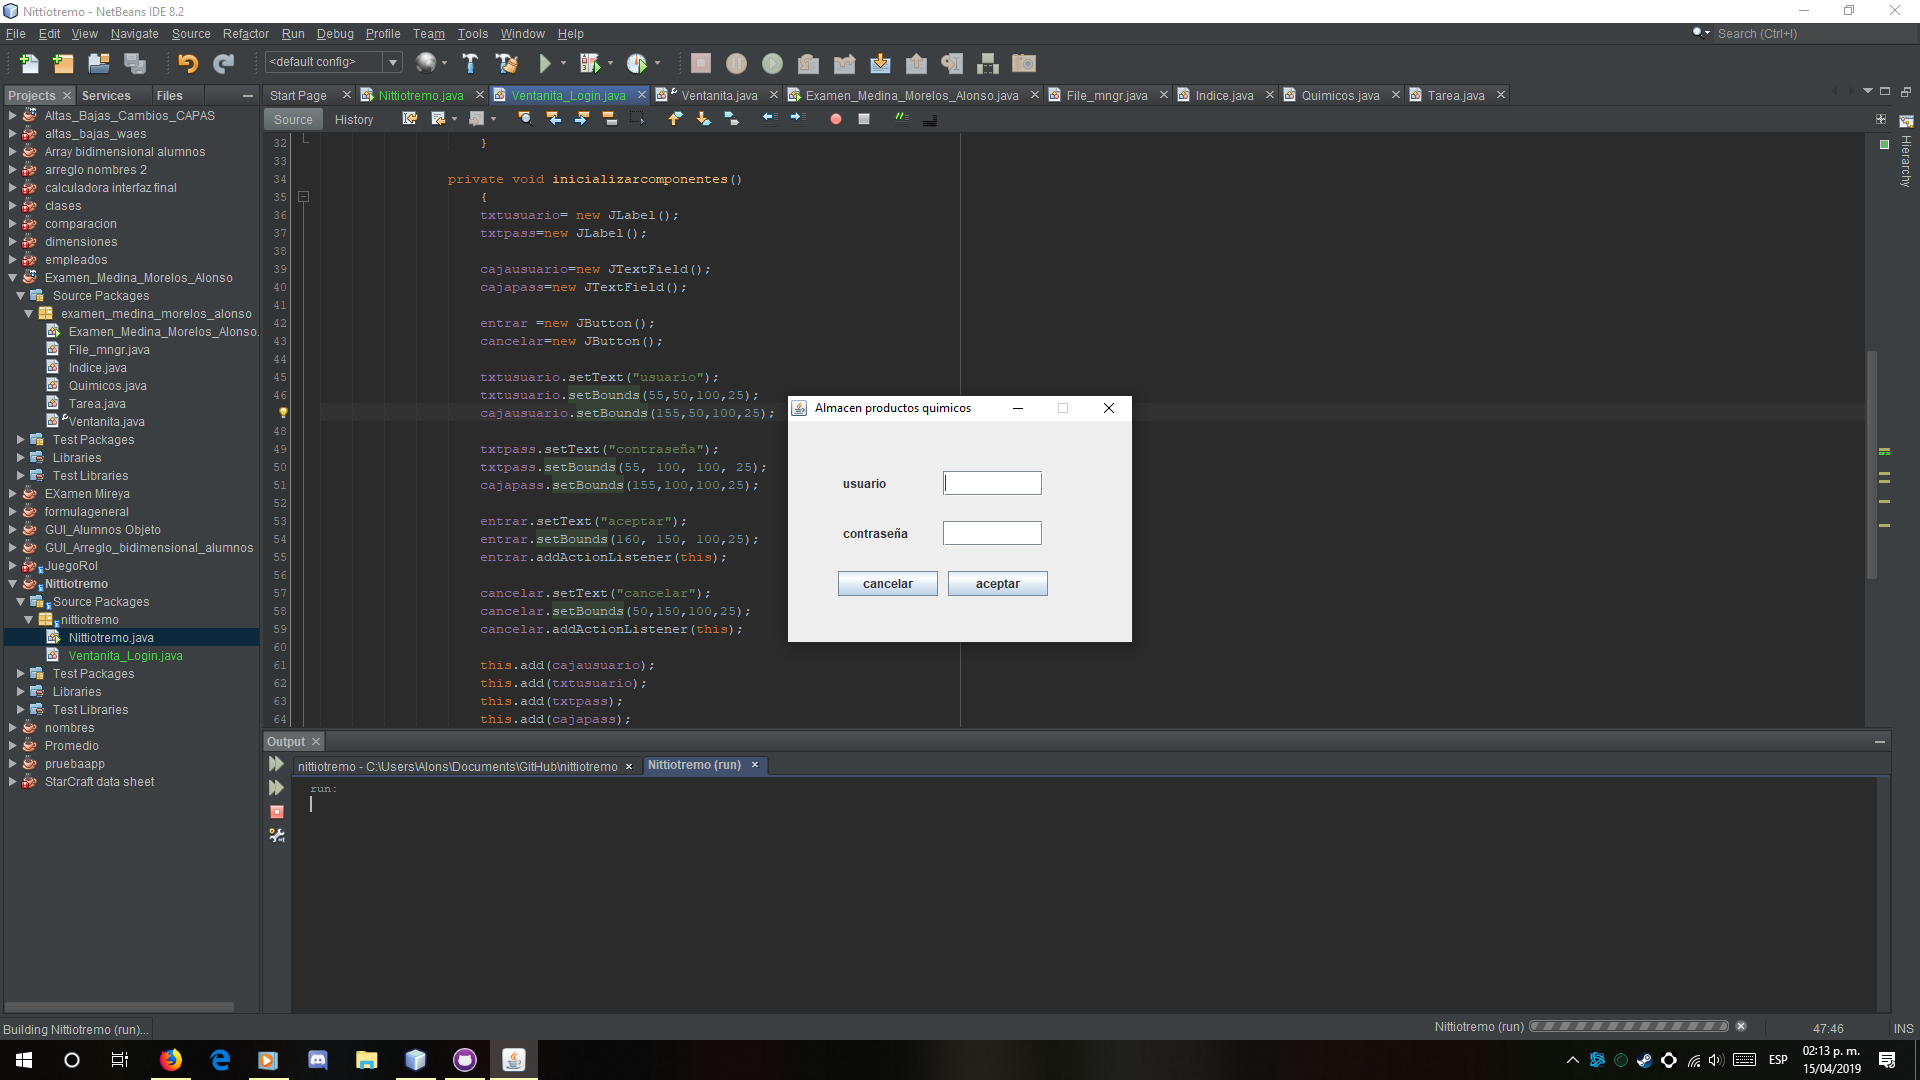 Nittiotremo - NetBeans IDE 8.2
File Edit View Navigate Source Refactor Run Debug Profile Team Tools Window Help
Search (Ctrl+I)
<default config>
Projects Services Files
Start Page Nittiotremo.java Ventanita_Login.java Ventanita.java Examen_Medina_Morelos_Alonso.java File_mngr.java Indice.java Quimicos.java Tarea.java
Source History
Hierarchy
Altas_Bajas_Cambios_CAPAS
altas_bajas_waes
Array bidimensional alumnos
arreglo nombres 2
calculadora interfaz final
clases
comparacion
dimensiones
empleados
Examen_Medina_Morelos_Alonso
Source Packages
examen_medina_morelos_alonso
Examen_Medina_Morelos_Alonso.
File_mngr.java
Indice.java
Quimicos.java
Tarea.java
Ventanita.java
Test Packages
Libraries
Test Libraries
EXamen Mireya
formulageneral
GUI_Alumnos Objeto
GUI_Arreglo_bidimensional_alumnos
JuegoRol
Nittiotremo
Source Packages
nittiotremo
Nittiotremo.java
Ventanita_Login.java
Test Packages
Libraries
Test Libraries
nombres
Promedio
pruebaapp
StarCraft data sheet
32 }
33
34 private void inicializarcomponentes()
35 {
36 txtusuario= new JLabel();
37 txtpass=new JLabel();
38
39 cajausuario=new JTextField();
40 cajapass=new JTextField();
41
42 entrar =new JButton();
43 cancelar=new JButton();
44
45 txtusuario.setText("usuario");
46 txtusuario.setBounds(55,50,100,25);
cajausuario.setBounds(155,50,100,25);
48
49 txtpass.setText("contraseña");
50 txtpass.setBounds(55, 100, 100, 25);
51 cajapass.setBounds(155,100,100,25);
52
53 entrar.setText("aceptar");
54 entrar.setBounds(160, 150, 100,25);
55 entrar.addActionListener(this);
56
57 cancelar.setText("cancelar");
58 cancelar.setBounds(50,150,100,25);
59 cancelar.addActionListener(this);
60
61 this.add(cajausuario);
62 this.add(txtusuario);
63 this.add(txtpass);
64 this.add(cajapass);
Almacen productos quimicos
usuario
contraseña
cancelar aceptar
Output
nittiotremo - C:\Users\Alons\Documents\GitHub\nittiotremo Nittiotremo (run)
run:
Building Nittiotremo (run)...
Nittiotremo (run)
47:46 INS
ESP
02:13 p. m.
15/04/2019